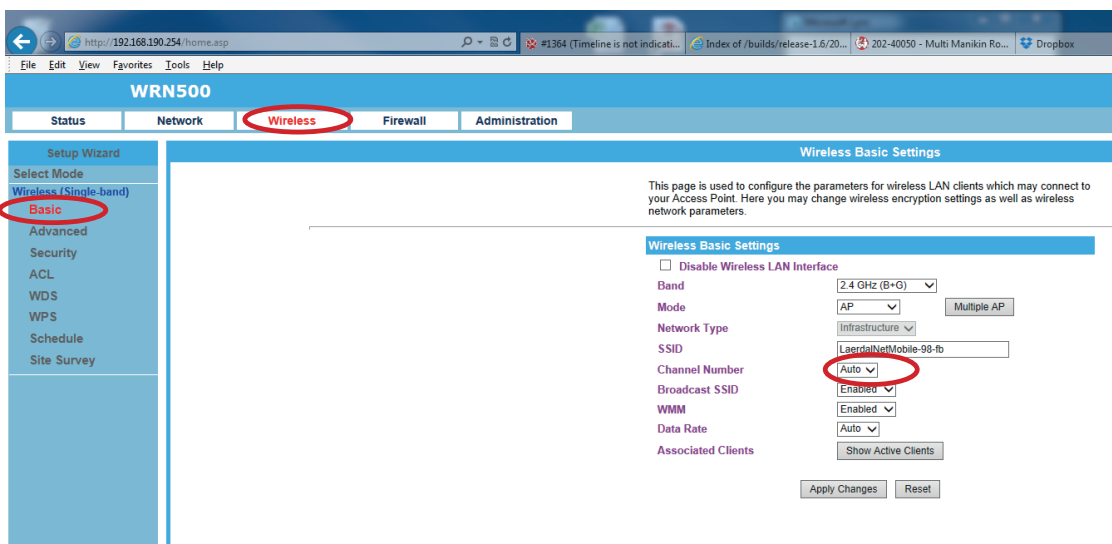 http://192.168.190.254/home.asp
#1364 (Timeline is not indicati...
Index of /builds/release-1.6/20...
202-40050 - Multi Manikin Ro...
Dropbox
File Edit View Favorites Tools Help
WRN500
Status Network Wireless Firewall Administration
Setup Wizard
Select Mode
Wireless (Single-band)
Basic
Advanced
Security
ACL
WDS
WPS
Schedule
Site Survey
Wireless Basic Settings
This page is used to configure the parameters for wireless LAN clients which may connect to
your Access Point. Here you may change wireless encryption settings as well as wireless
network parameters.
Wireless Basic Settings
Disable Wireless LAN Interface
Band 2.4 GHz (B+G)
Mode AP Multiple AP
Network Type Infrastructure
SSID LaerdalNetMobile-98-fb
Channel Number Auto
Broadcast SSID Enabled
WMM Enabled
Data Rate Auto
Associated Clients Show Active Clients
Apply Changes Reset